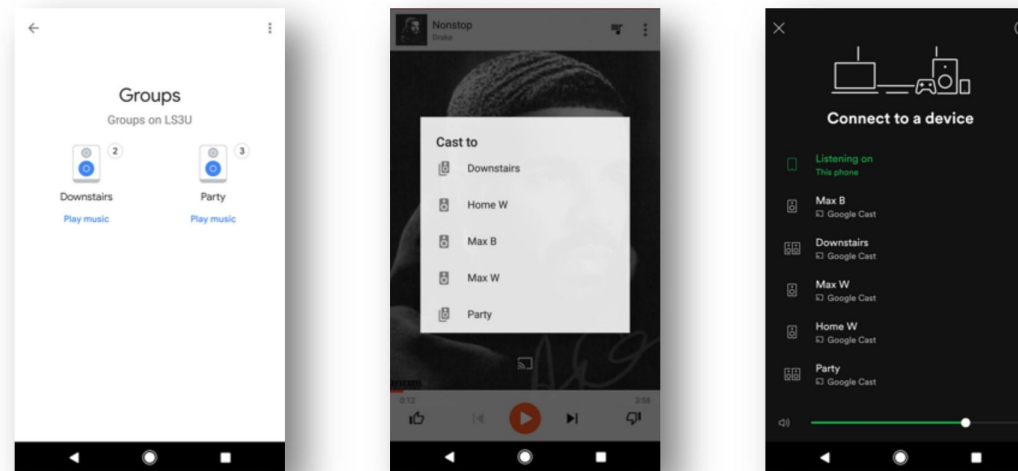 Groups
Groups on LS3U
2
3
Downstairs
Party
Play music
Play music
Nonstop
Drake
Cast to
Downstairs
Home W
Max B
Max W
Party
0:12
3:58
Connect to a device
Listening on
This phone
Max B
Google Cast
Downstairs
Google Cast
Max W
Google Cast
Home W
Google Cast
Party
Google Cast